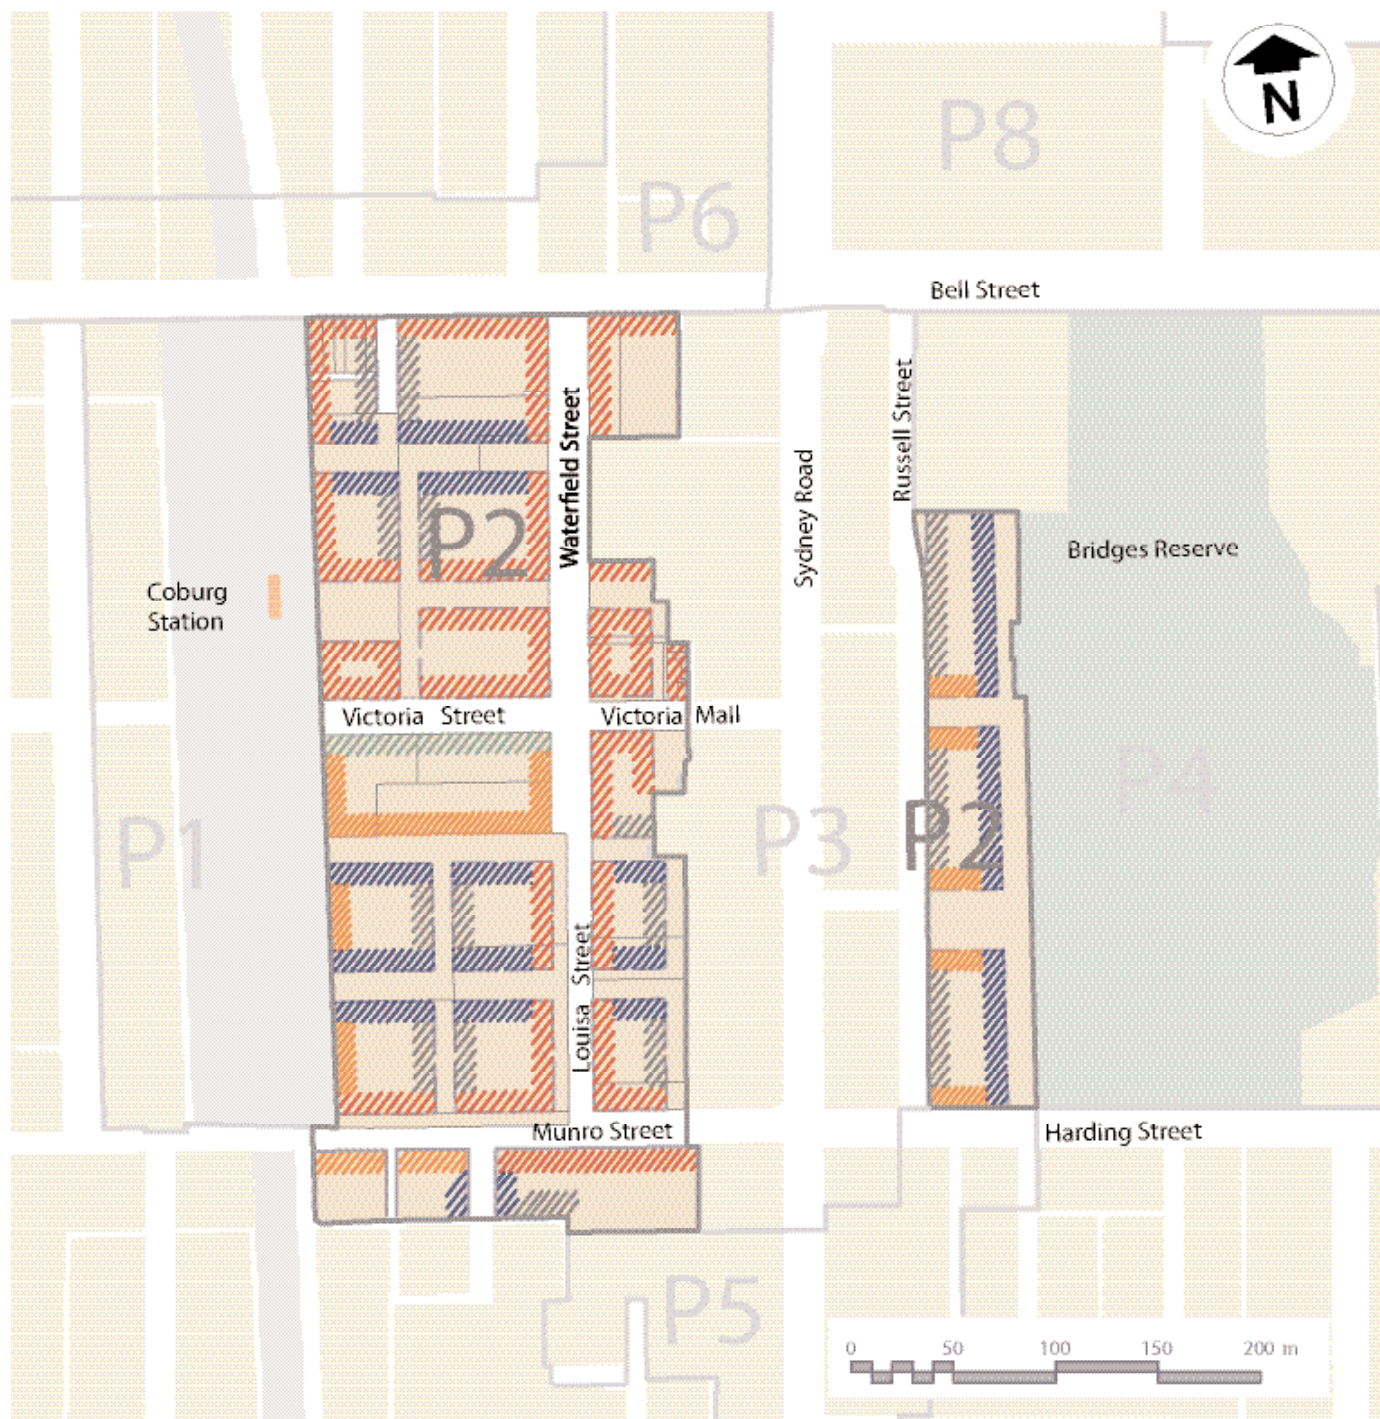 N
P8
P6
Bell Street
Russell Street
Waterfield Street
Sydney Road
P2
Bridges Reserve
Coburg
Station
Victoria Street
Victoria Mall
P4
P1
P3
P2
Louisa Street
Munro Street
Harding Street
P5
0 50 100 150 200 m